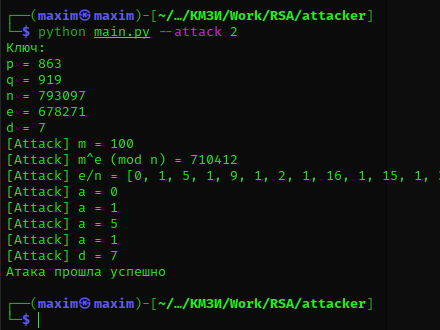 ┌──(maxim㉿maxim)-[~/…/КМЗИ/Work/RSA/attacker]
└─$ python main.py --attack 2
Ключ:
p = 863
q = 919
n = 793097
e = 678271
d = 7
[Attack] m = 100
[Attack] m^e (mod n) = 710412
[Attack] e/n = [0, 1, 5, 1, 9, 1, 2, 1, 16, 1, 15, 1,
[Attack] a = 0
[Attack] a = 1
[Attack] a = 5
[Attack] a = 1
[Attack] d = 7
Атака прошла успешно
┌──(maxim㉿maxim)-[~/…/КМЗИ/Work/RSA/attacker]
└─$